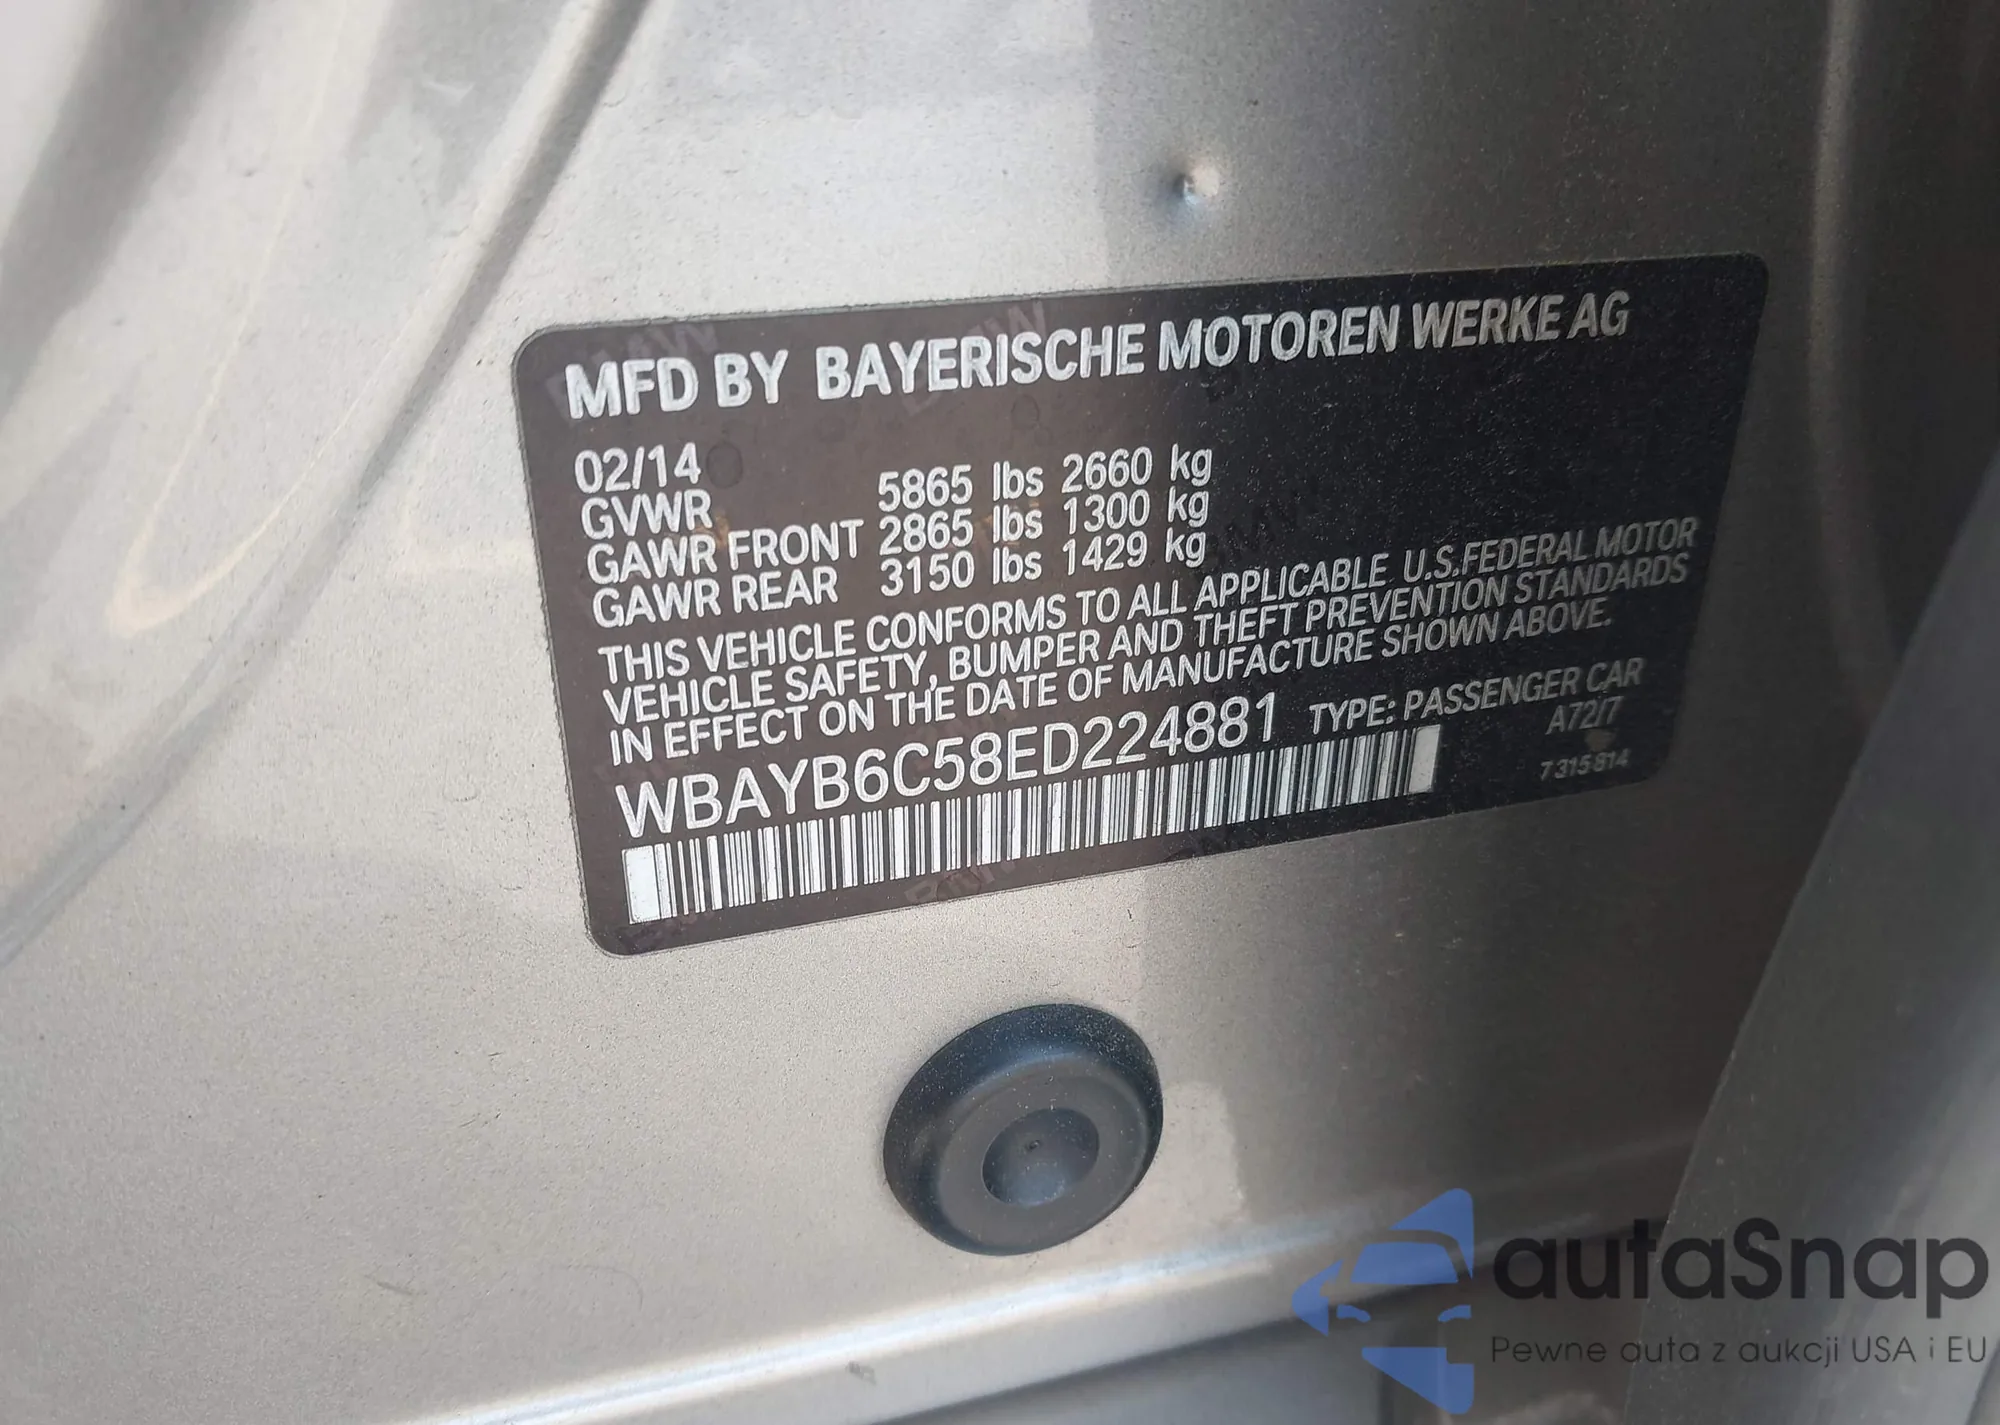 MFD BY BAYERISCHE MOTOREN WERKE AG
02/14
GVWR 5865 lbs 2660 kg
GAWR FRONT 2865 lbs 1300 kg
GAWR REAR 3150 lbs 1429 kg
THIS VEHICLE CONFORMS TO ALL APPLICABLE U.S.FEDERAL MOTOR
VEHICLE SAFETY, BUMPER AND THEFT PREVENTION STANDARDS
IN EFFECT ON THE DATE OF MANUFACTURE SHOWN ABOVE.
WBAYB6C58ED224881 TYPE: PASSENGER CAR
A72/7
7 315 814
autaSnap
Pewne auta z aukcji USA i EU